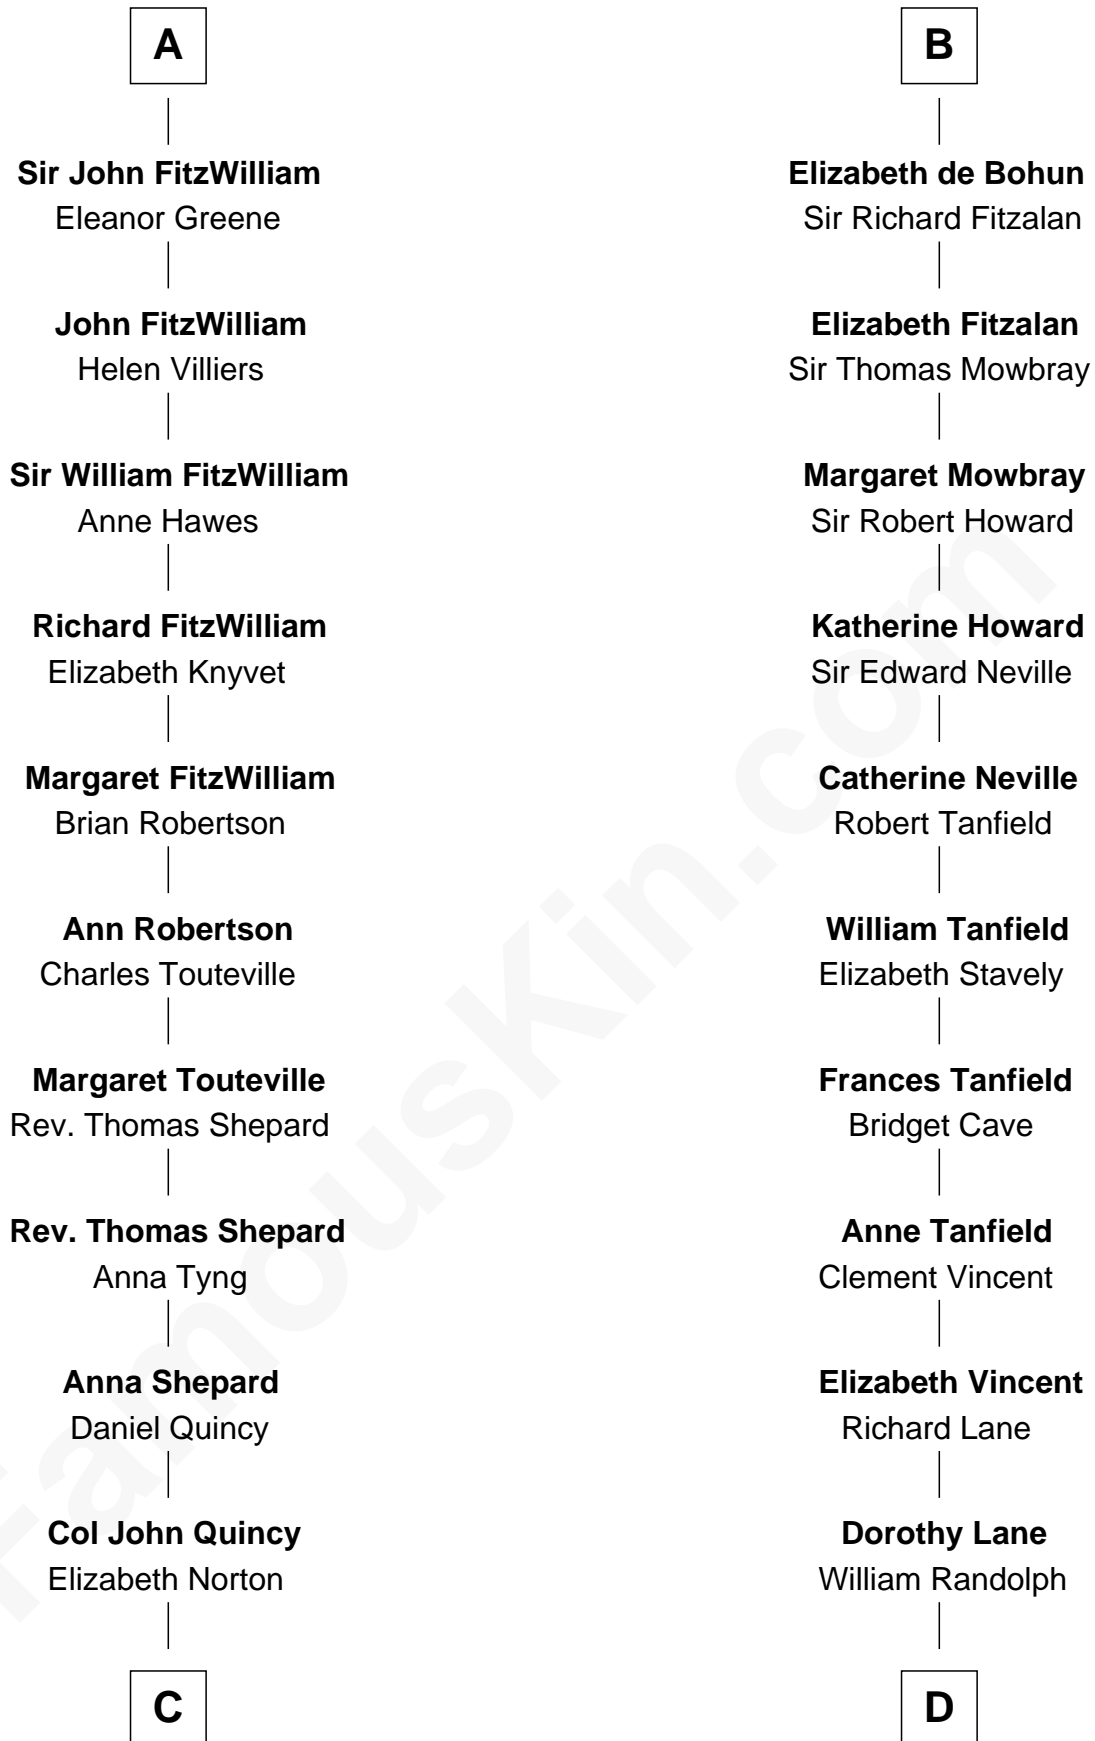 A
Sir John FitzWilliam
Eleanor Greene
John FitzWilliam
Helen Villiers
Sir William FitzWilliam
Anne Hawes
Richard FitzWilliam
Elizabeth Knyvet
Margaret FitzWilliam
Brian Robertson
Ann Robertson
Charles Touteville
Margaret Touteville
Rev. Thomas Shepard
Rev. Thomas Shepard
Anna Tyng
Anna Shepard
Daniel Quincy
Col John Quincy
Elizabeth Norton
C
B
Elizabeth de Bohun
Sir Richard Fitzalan
Elizabeth Fitzalan
Sir Thomas Mowbray
Margaret Mowbray
Sir Robert Howard
Katherine Howard
Sir Edward Neville
Catherine Neville
Robert Tanfield
William Tanfield
Elizabeth Stavely
Frances Tanfield
Bridget Cave
Anne Tanfield
Clement Vincent
Elizabeth Vincent
Richard Lane
Dorothy Lane
William Randolph
D
FamousKin.com